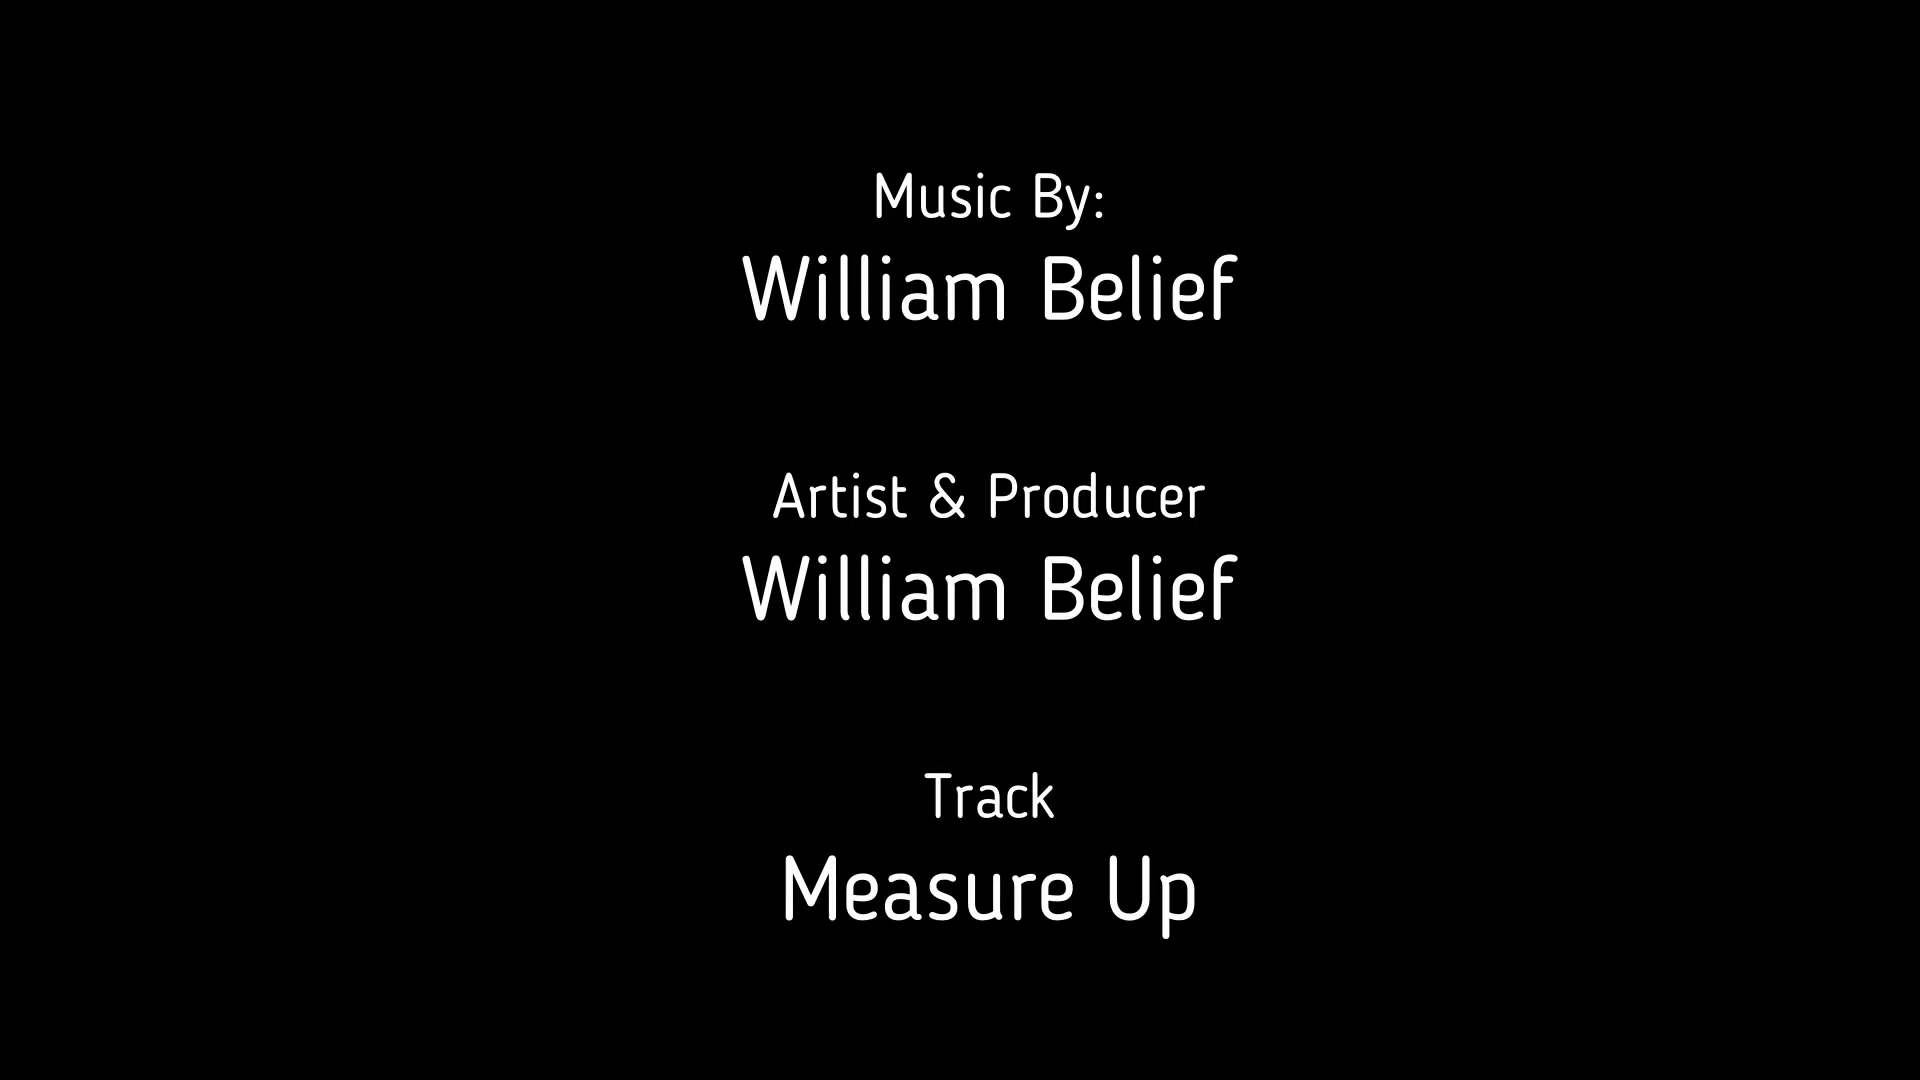 Music By:
William Belief
Artist & Producer
William Belief
Track
Measure Up